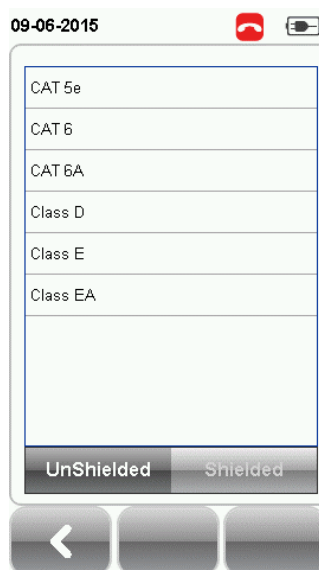 09-06-2015
CAT 5e
CAT 6
CAT 6A
Class D
Class E
Class EA
UnShielded Shielded